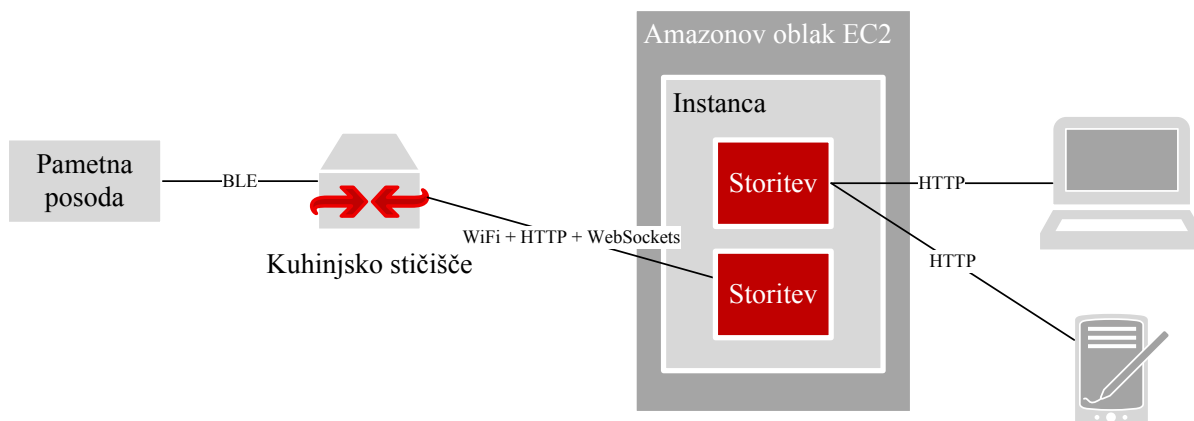 Amazonov oblak EC2
Instanca
Pametna
posoda
BLE
Kuhinjsko stičišče
WiFi + HTTP + WebSockets
Storitev
Storitev
HTTP
HTTP